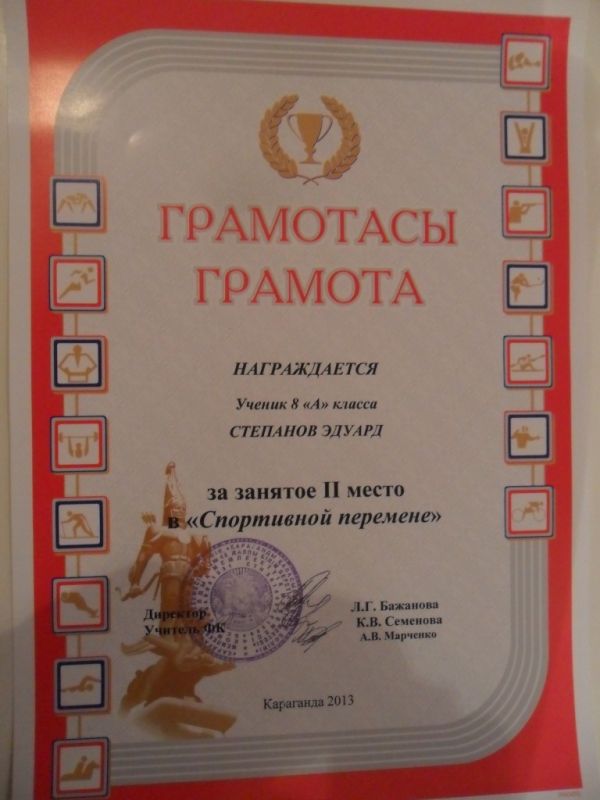 ГРАМОТАСЫ
ГРАМОТА
НАГРАЖДАЕТСЯ
Ученик 8 «А» класса
СТЕПАНОВ ЭДУАРД
за занятое II место
в «Спортивной перемене»
Директор Л.Г. Бажанова
Учитель ФК К.В. Семенова
А.В. Марченко
Караганда 2013